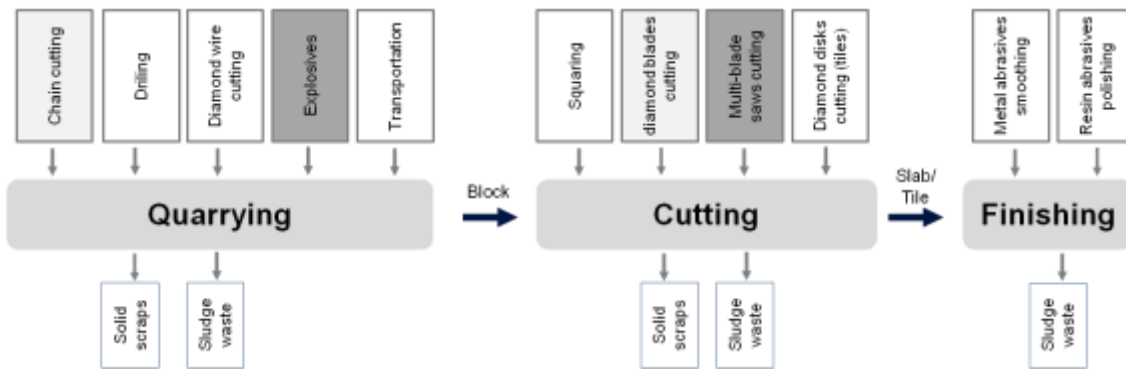 Chain cutting
Driling
Diamond wire
cutting
Explosives
Transportation
Squaring
diamond blades
cutting
Multi-blade
saws cutting
Diamond disks
cutting (tiles)
Metal abrasives
smoothing
Resin abrasives
polishing
Quarrying
Block
Cutting
Slab/
Tile
Finishing
Solid
scraps
Sludge
waste
Solid
scraps
Sludge
waste
Sludge
waste